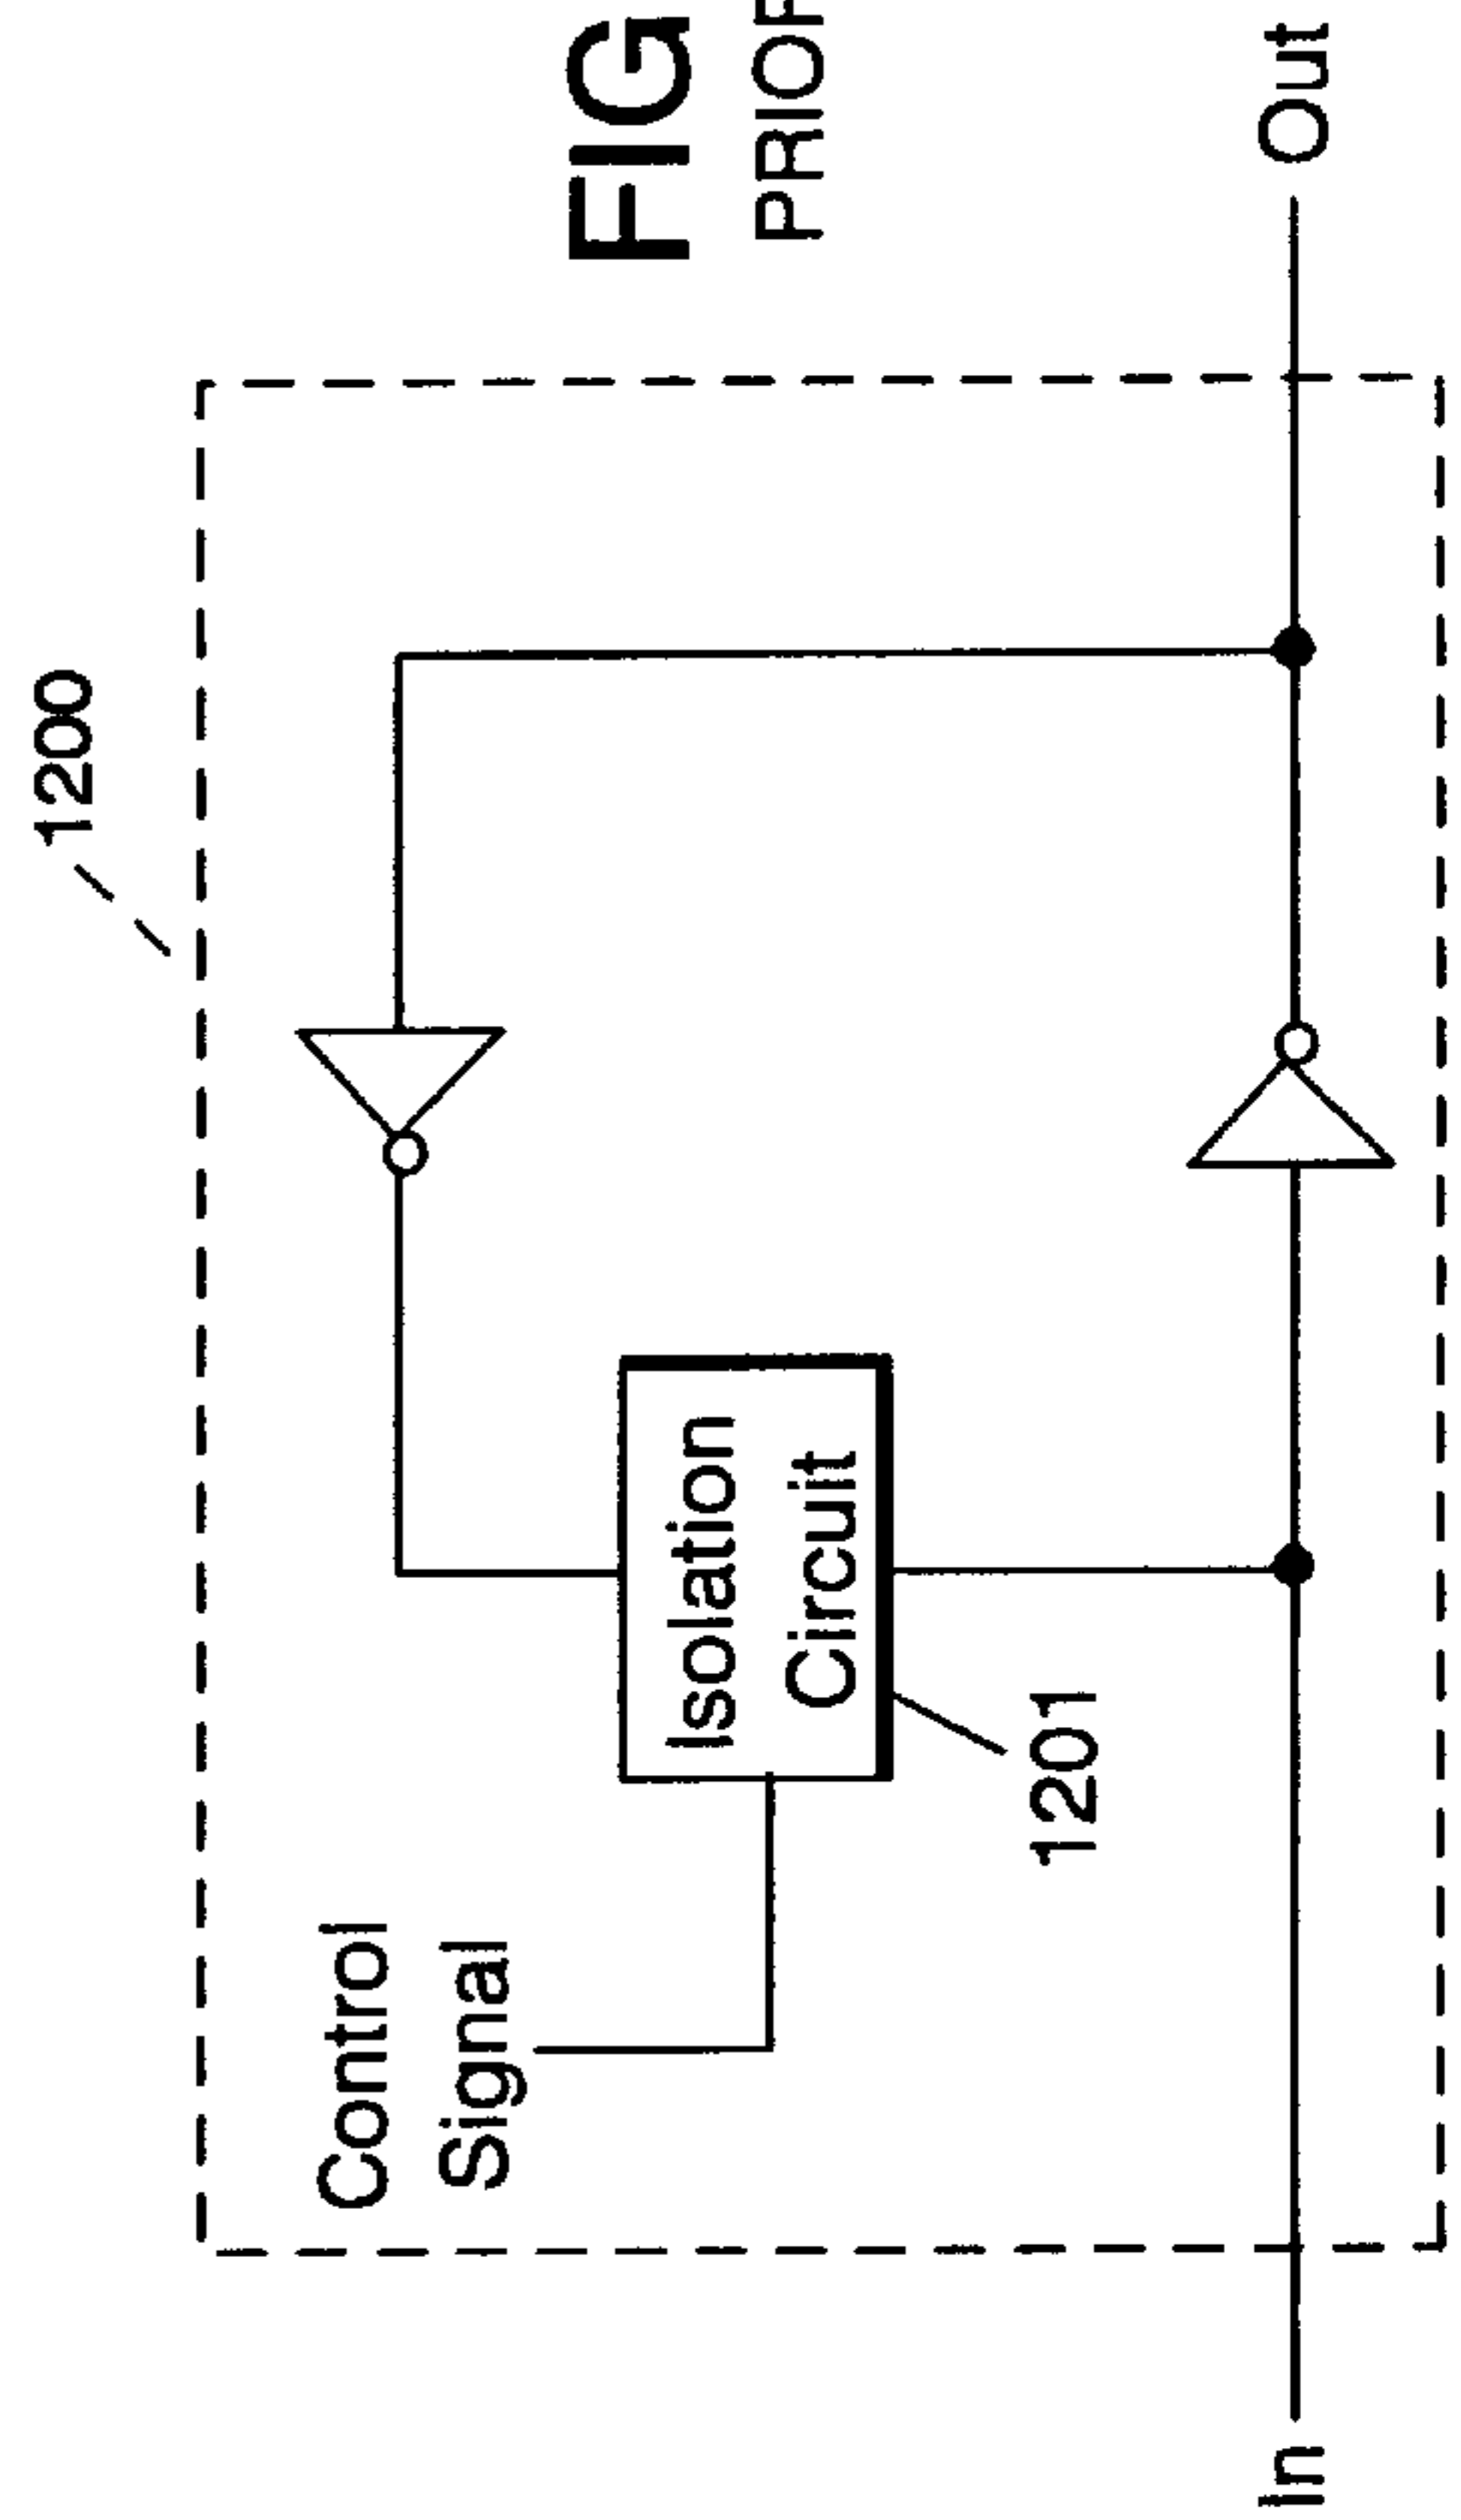 1200
Control
Signal
Isolation
Circuit
1201
In
Out
FIG
PRIOR